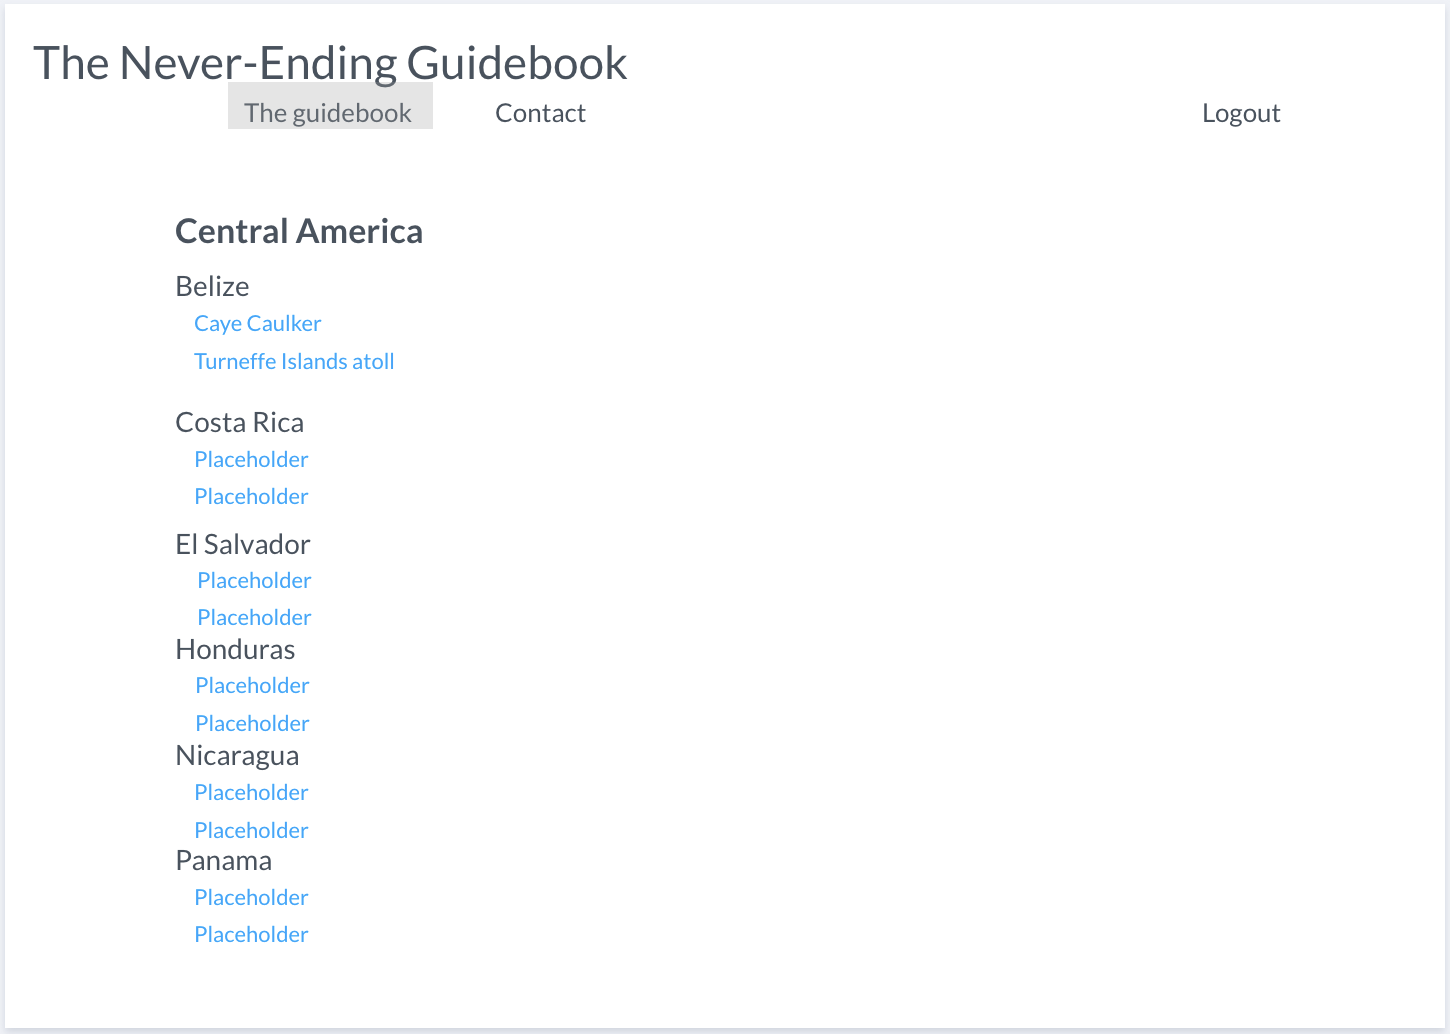 The Never-Ending Guidebook
The guidebook Contact Logout
Central America
Belize
Caye Caulker
Turneffe Islands atoll
Costa Rica
Placeholder
Placeholder
El Salvador
Placeholder
Placeholder
Honduras
Placeholder
Placeholder
Nicaragua
Placeholder
Placeholder
Panama
Placeholder
Placeholder